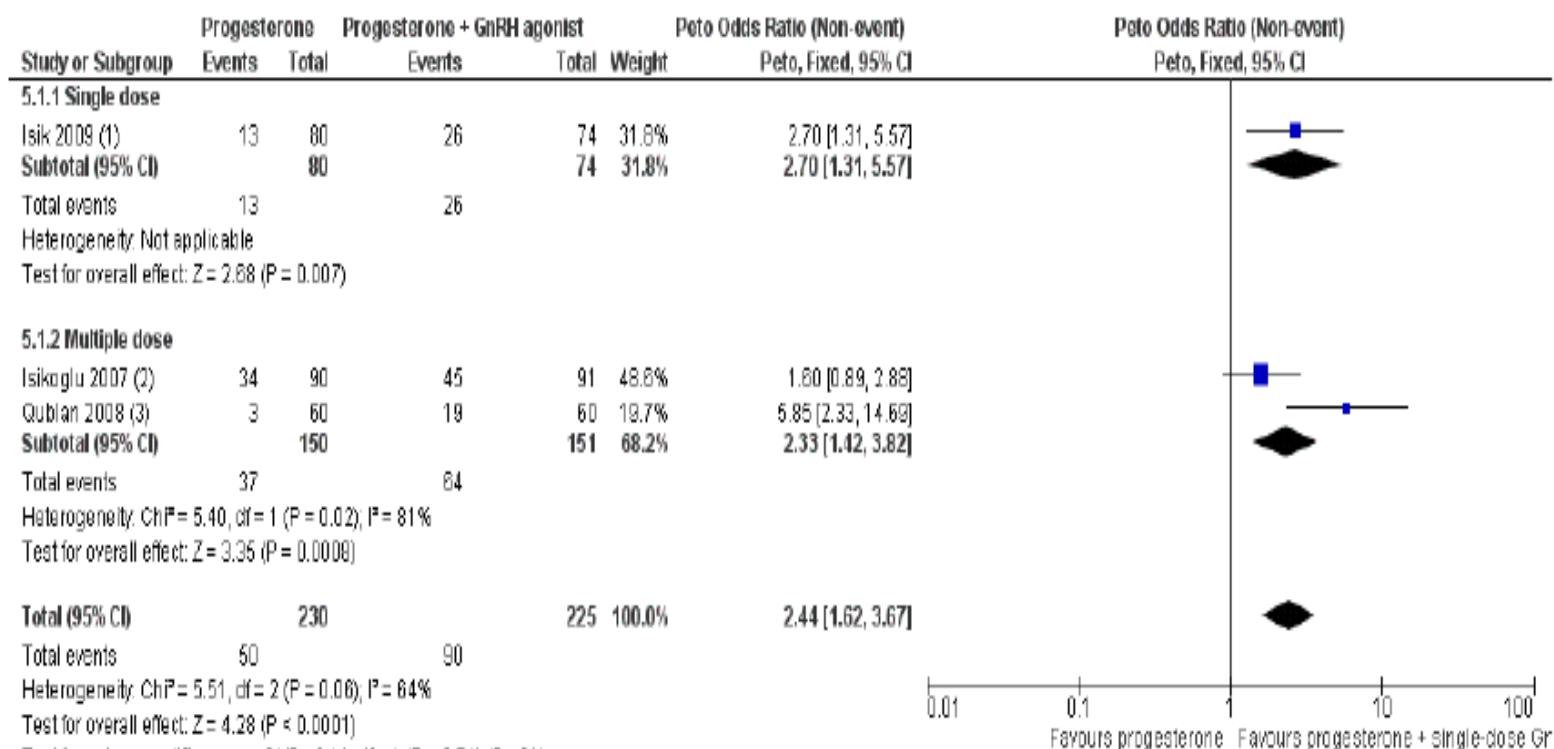 Progesterone Progesterone + GnRH agonist Peto Odds Ratio (Non-event) Peto Odds Ratio (Non-event)
Study or Subgroup Events Total Events Total Weight Peto, Fixed, 95% CI Peto, Fixed, 95% CI
5.1.1 Single dose
Isik 2009 (1) 13 80 26 74 31.8% 2.70 [1.31, 5.57]
Subtotal (95% CI) 80 74 31.8% 2.70 [1.31, 5.57]
Total events 13 26
Heterogeneity: Not applicable
Test for overall effect: Z = 2.68 (P = 0.007)
5.1.2 Multiple dose
Isikoglu 2007 (2) 34 90 45 91 48.6% 1.60 [0.89, 2.88]
Qublan 2008 (3) 3 60 19 60 19.7% 5.85 [2.33, 14.69]
Subtotal (95% CI) 150 151 68.2% 2.33 [1.42, 3.82]
Total events 37 64
Heterogeneity: Chi² = 5.40, df = 1 (P = 0.02); I² = 81%
Test for overall effect: Z = 3.35 (P = 0.0008)
Total (95% CI) 230 225 100.0% 2.44 [1.62, 3.67]
Total events 50 90
Heterogeneity: Chi² = 5.51, df = 2 (P = 0.06); I² = 64%
Test for overall effect: Z = 4.28 (P < 0.0001)
0.01 0.1 1 10 100
Favours progesterone Favours progesterone + single-dose Gr